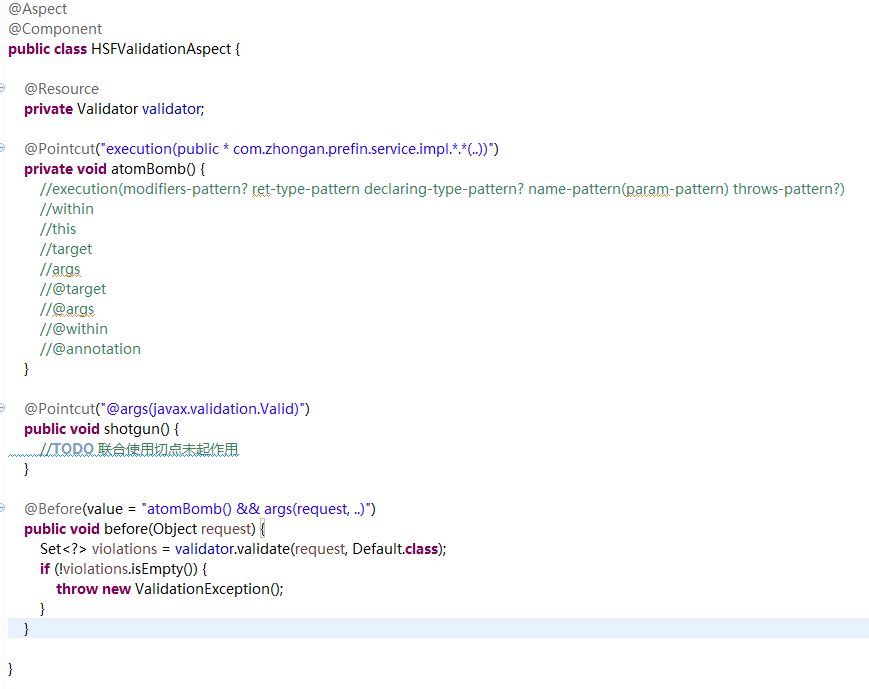 @Aspect
@Component
public class HSFValidationAspect {
@Resource
private Validator validator;
@Pointcut("execution(public * com.zhongan.prefin.service.impl.*.*(..))")
private void atomBomb() {
//execution(modifiers-pattern? ret-type-pattern declaring-type-pattern? name-pattern(param-pattern) throws-pattern?)
//within
//this
//target
//args
//@target
//@args
//@within
//@annotation
}
@Pointcut("@args(javax.validation.Valid)")
public void shotgun() {
//TODO 联合使用切点未起作用
}
@Before(value = "atomBomb() && args(request, ..)")
public void before(Object request) {
Set<?> violations = validator.validate(request, Default.class);
if (!violations.isEmpty()) {
throw new ValidationException();
}
}
}